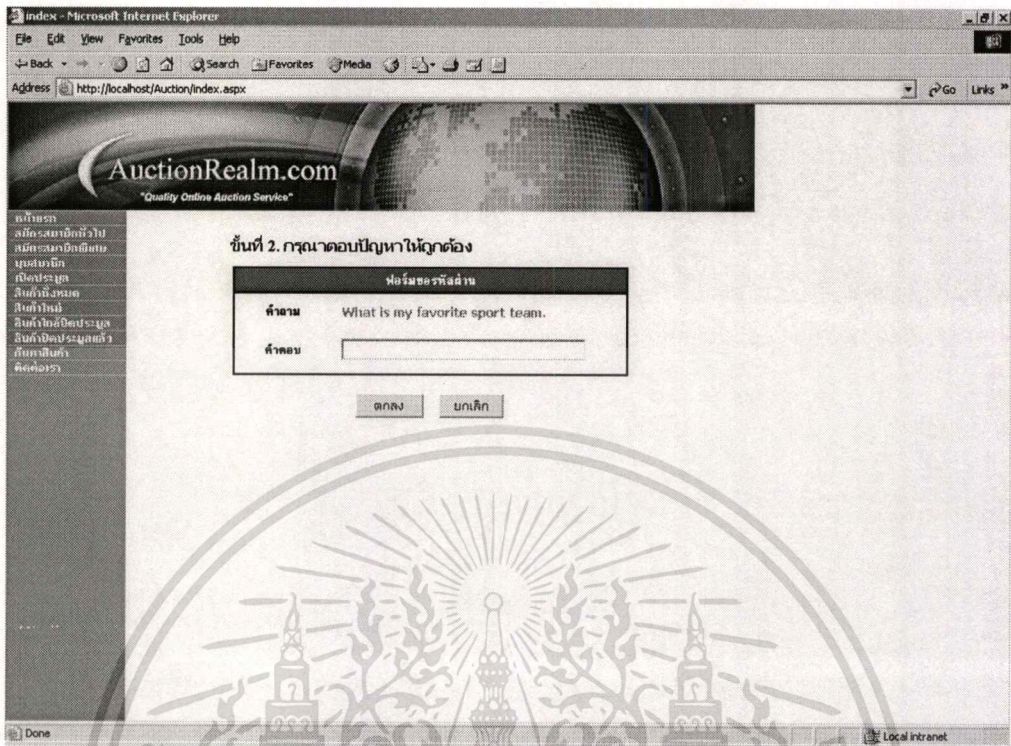 index - Microsoft Internet Explorer
File Edit View Favorites Tools Help
Back Search Favorites Media
Address http://localhost/Auction/index.aspx Go Links »
AuctionRealm.com
"Quality Online Auction Service"
หน้าแรก
สมัครสมาชิกทั่วไป
สมัครสมาชิกพิเศษ
มุมสมาชิก
เปิดประมูล
สินค้าทั้งหมด
สินค้าใหม่
สินค้าใกล้ปิดประมูล
สินค้าปิดประมูลแล้ว
ค้นหาสินค้า
ติดต่อเรา
ขั้นที่ 2. กรุณาตอบปัญหาให้ถูกต้อง
ฟอร์มขอรหัสผ่าน
คำถาม What is my favorite sport team.
คำตอบ
ตกลง ยกเลิก
Done Local intranet